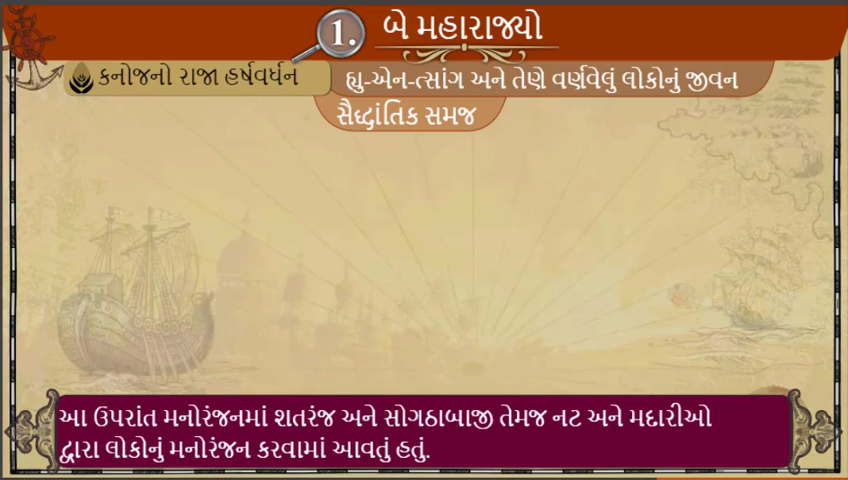 1. બે મહારાજ્યો
કનોજનો રાજા હર્ષવર્ધન
હ્યુ-એન-ત્સાંગ અને તેણે વર્ણવેલું લોકોનું જીવન
સૈદ્ધાંતિક સમજ
આ ઉપરાંત મનોરંજનમાં શતરંજ અને સોગઠાબાજી તેમજ નટ અને મદારીઓ
દ્વારા લોકોનું મનોરંજન કરવામાં આવતું હતું.